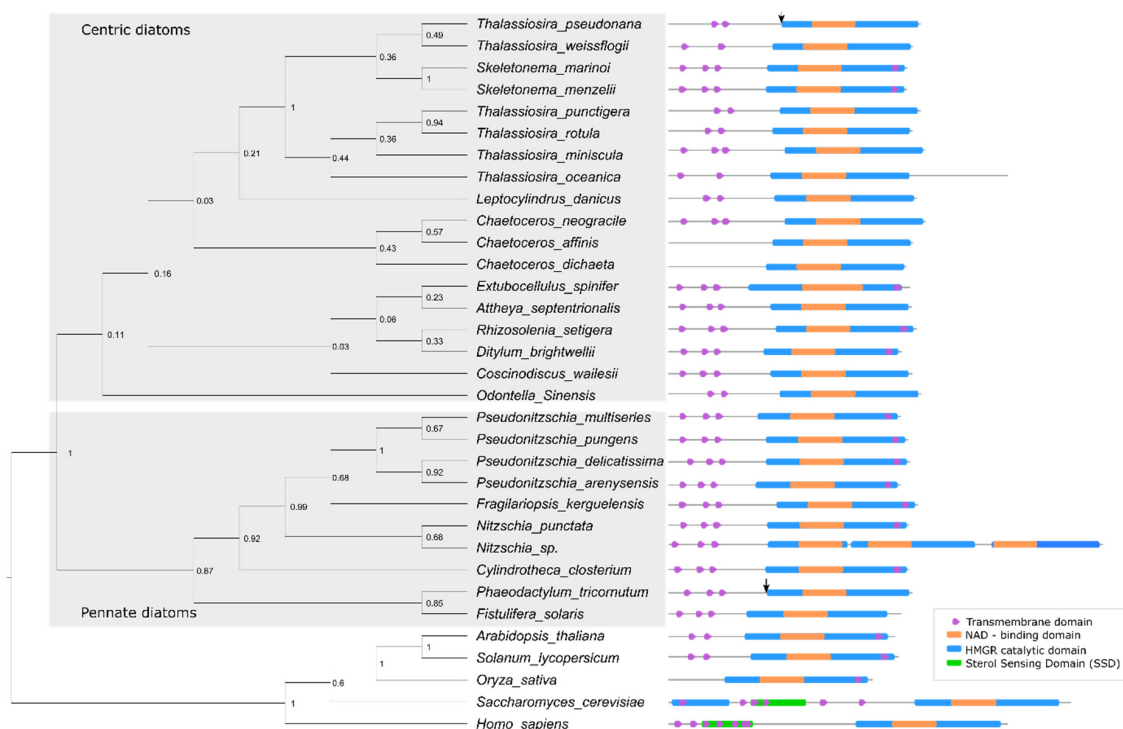 Centric diatoms
Thalassiosira_pseudonana
0.49
Thalassiosira_weissflogii
0.36
Skeletonema_marinoi
1
Skeletonema_menzelii
1
Thalassiosira_punctigera
0.94
Thalassiosira_rotula
0.36
Thalassiosira_miniscula
0.21
0.44
Thalassiosira_oceanica
0.03
Leptocylindrus_danicus
Chaetoceros_neogracile
0.57
Chaetoceros_affinis
0.43
Chaetoceros_dichaeta
0.16
Extubocellus_spinifer
0.23
Attheya_septentrionalis
0.06
Rhizosolenia_setigera
0.11
0.33
0.03
Ditylum_brightwellii
Coscinodiscus_wailesii
Odontella_Sinensis
Pseudonitzschia_multiseries
0.67
Pseudonitzschia_pungens
1
1
Pseudonitzschia_delicatissima
0.68
0.92
Pseudonitzschia_arenysensis
0.99
Fragilariopsis_kerguelensis
Nitzschia_punctata
0.92
0.68
Nitzschia_sp.
0.87
Cylindrotheca_closterium
Phaeodactylum_tricornutum
0.85
Pennate diatoms
Fistulifera_solaris
Arabidopsis_thaliana
1
Solanum_lycopersicum
1
Oryza_sativa
0.6
Saccharomyces_cerevisiae
1
Homo_sapiens
Transmembrane domain
NAD - binding domain
HMGR catalytic domain
Sterol Sensing Domain (SSD)